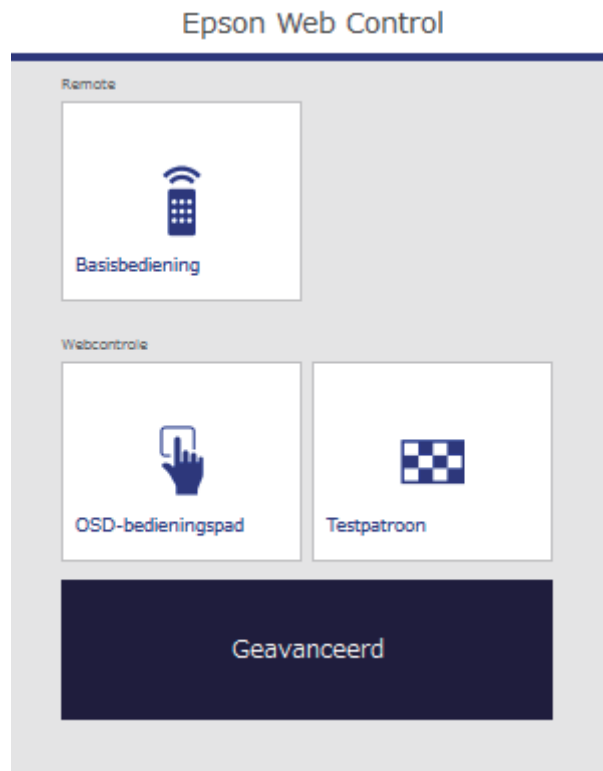 Epson Web Control
Remote
Basisbediening
Webcontrole
OSD-bedieningspad
Testpatroon
Geavanceerd